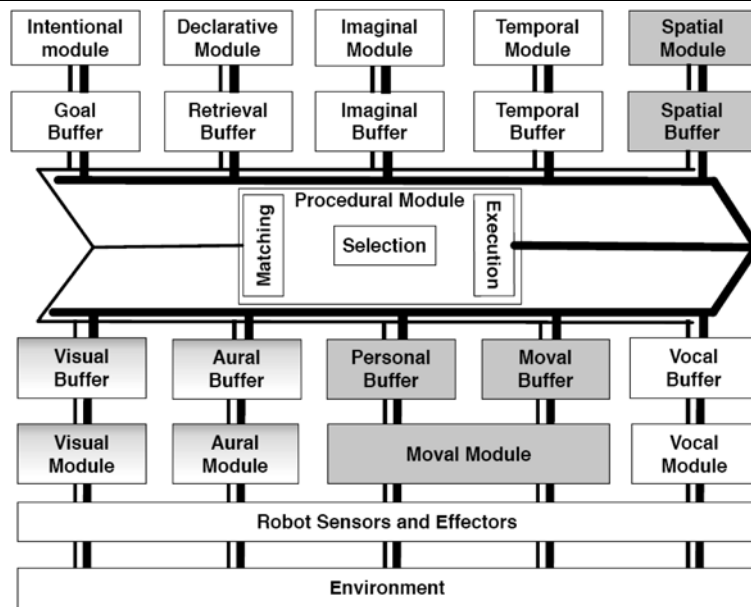 Intentional module
Declarative Module
Imaginal Module
Temporal Module
Spatial Module
Goal Buffer
Retrieval Buffer
Imaginal Buffer
Temporal Buffer
Spatial Buffer
Procedural Module
Matching
Selection
Execution
Visual Buffer
Aural Buffer
Personal Buffer
Moval Buffer
Vocal Buffer
Visual Module
Aural Module
Moval Module
Vocal Module
Robot Sensors and Effectors
Environment